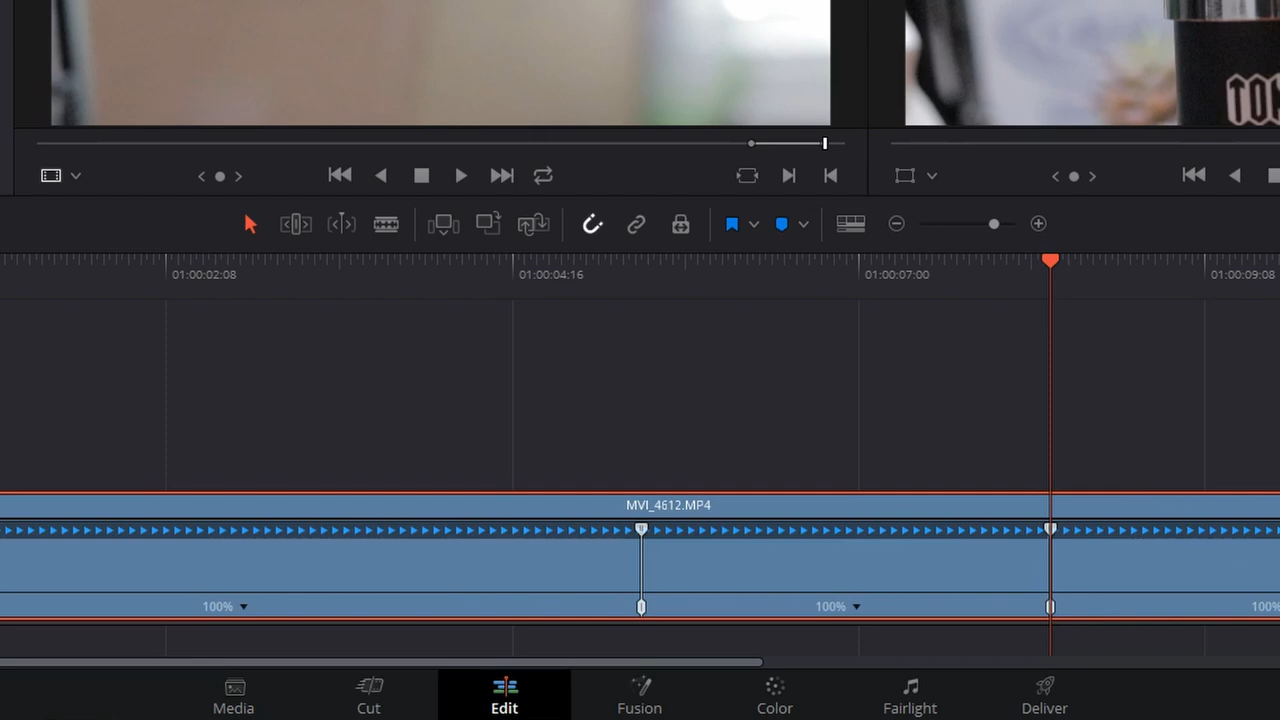 01:00:02:08
01:00:04:16
01:00:07:00
01:00:09:08
MVI_4612.MP4
100%
100%
100%
Media
Cut
Edit
Fusion
Color
Fairlight
Deliver